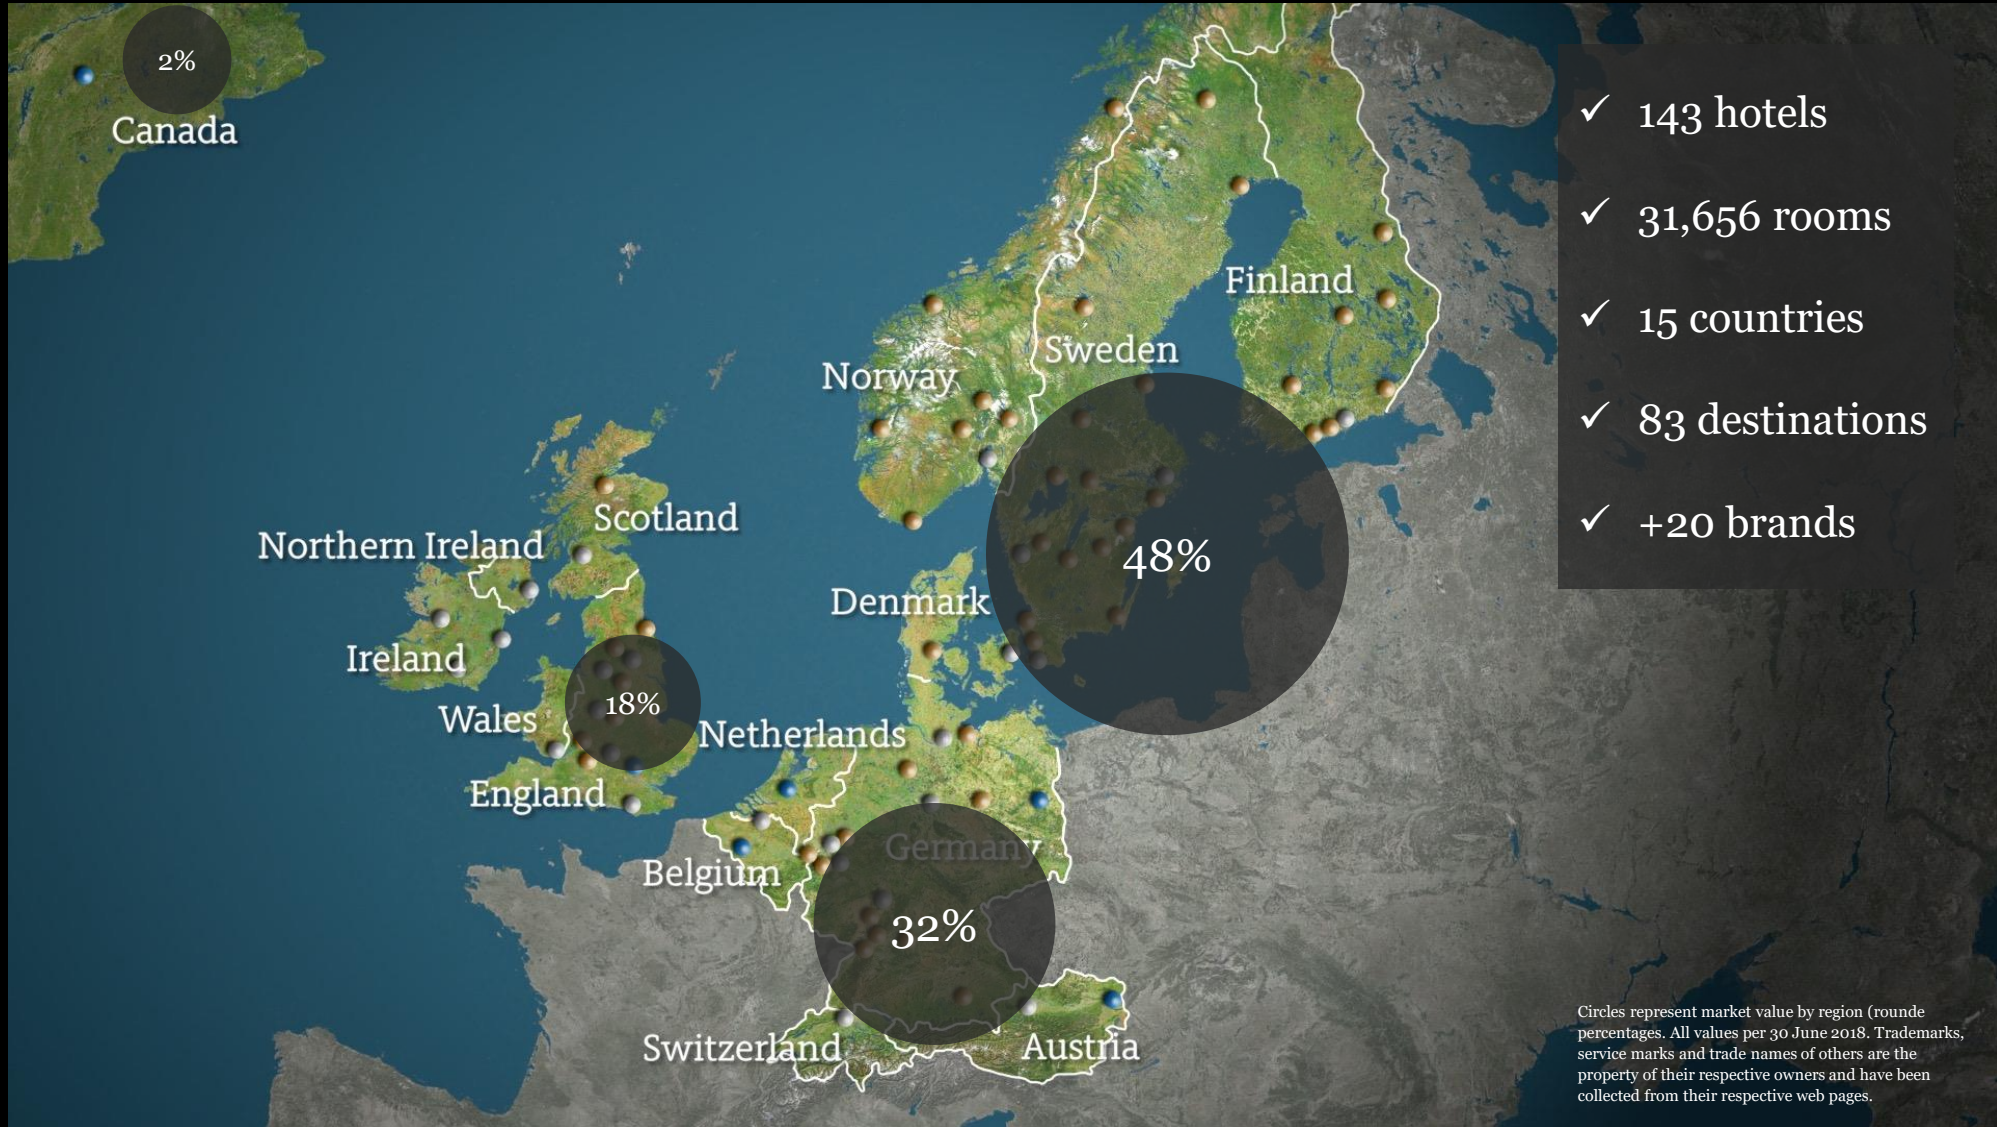 2%
Canada
Finland
Sweden
Norway
Scotland
Northern Ireland
48%
Denmark
Ireland
18%
Wales
Netherlands
England
Germany
Belgium
32%
Switzerland
Austria
✓ 143 hotels
✓ 31,656 rooms
✓ 15 countries
✓ 83 destinations
✓ +20 brands
Circles represent market value by region (rounde
percentages. All values per 30 June 2018. Trademarks,
service marks and trade names of others are the
property of their respective owners and have been
collected from their respective web pages.